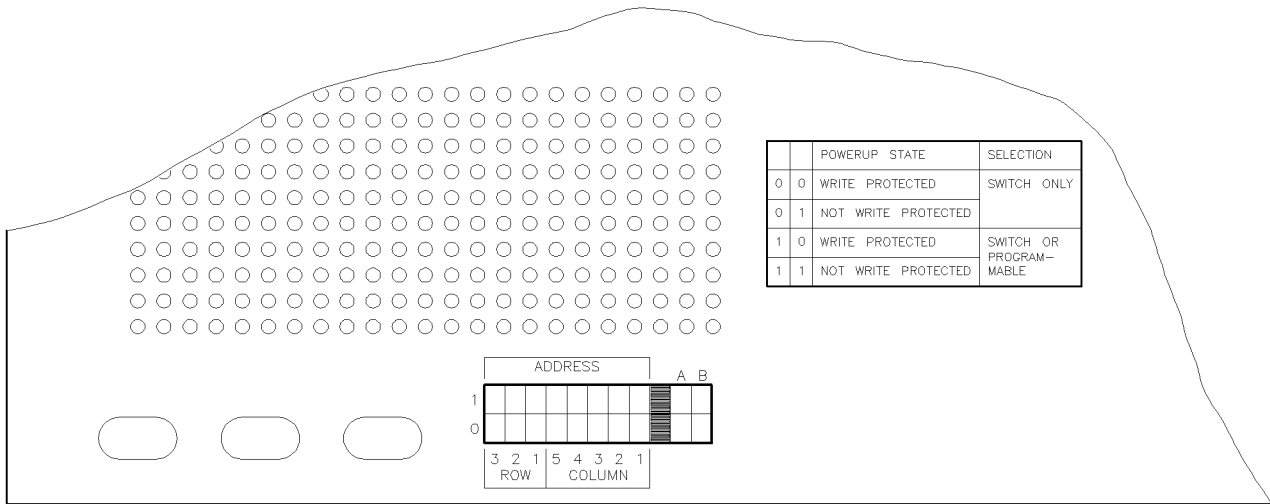 POWERUP STATE SELECTION
0 0 WRITE PROTECTED SWITCH ONLY
0 1 NOT WRITE PROTECTED
1 0 WRITE PROTECTED SWITCH OR
PROGRAM-
1 1 NOT WRITE PROTECTED MABLE
ADDRESS
A B
1
0
3 2 1 5 4 3 2 1
ROW COLUMN